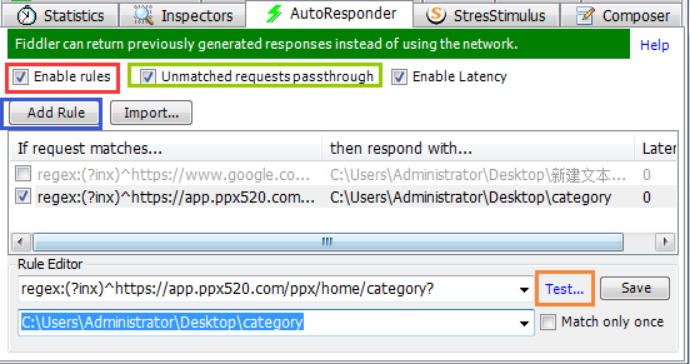 Statistics Inspectors AutoResponder StresStimulus Composer
Fiddler can return previously generated responses instead of using the network. Help
Enable rules Unmatched requests passthrough Enable Latency
Add Rule Import...
If request matches... then respond with... Later
regex:(?inx)^https://www.google.co... C:\Users\Administrator\Desktop\新建文本... 0
regex:(?inx)^https://app.ppx520.com... C:\Users\Administrator\Desktop\category 0
Rule Editor
regex:(?inx)^https://app.ppx520.com/ppx/home/category? Test... Save
C:\Users\Administrator\Desktop\category Match only once